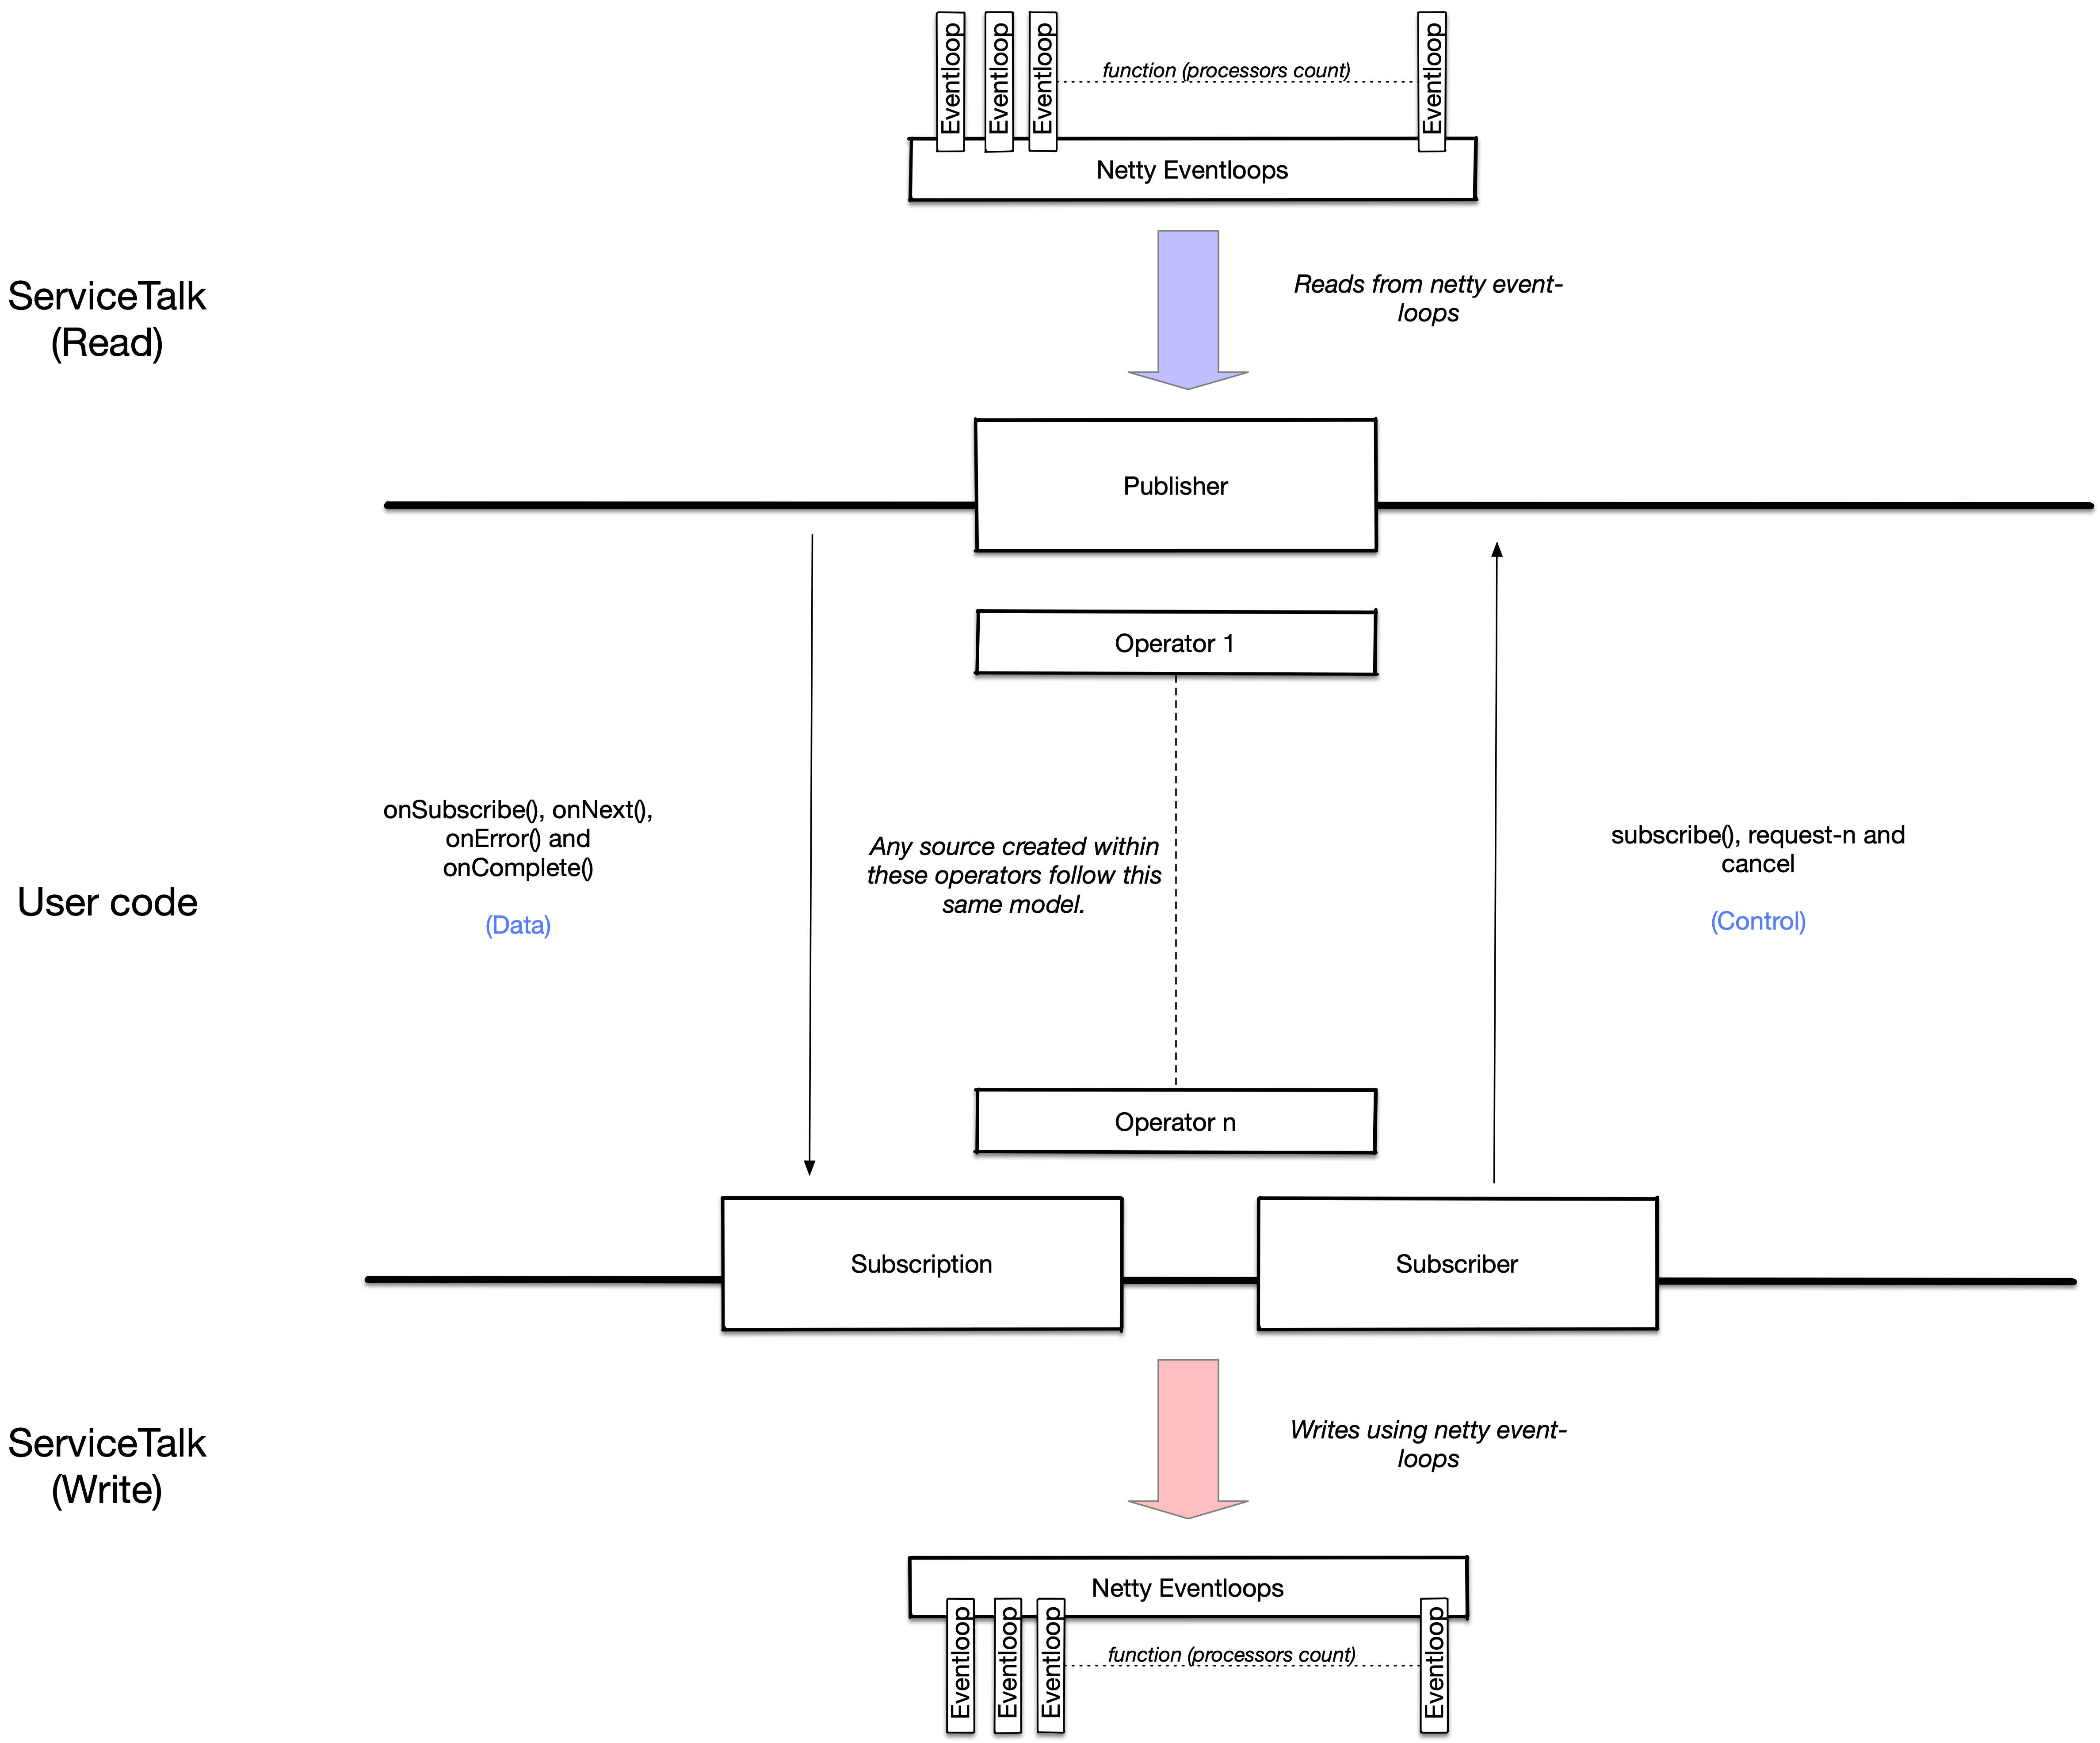 Eventloop
Eventloop
Eventloop
function (processors count)
Eventloop
Netty Eventloops
ServiceTalk
(Read)
Reads from netty event-
loops
Publisher
Operator 1
onSubscribe(), onNext(),
onError() and
onComplete()
(Data)
Any source created within
these operators follow this
same model.
subscribe(), request-n and
cancel
(Control)
User code
Operator n
Subscription
Subscriber
ServiceTalk
(Write)
Writes using netty event-
loops
Netty Eventloops
Eventloop
Eventloop
Eventloop
function (processors count)
Eventloop